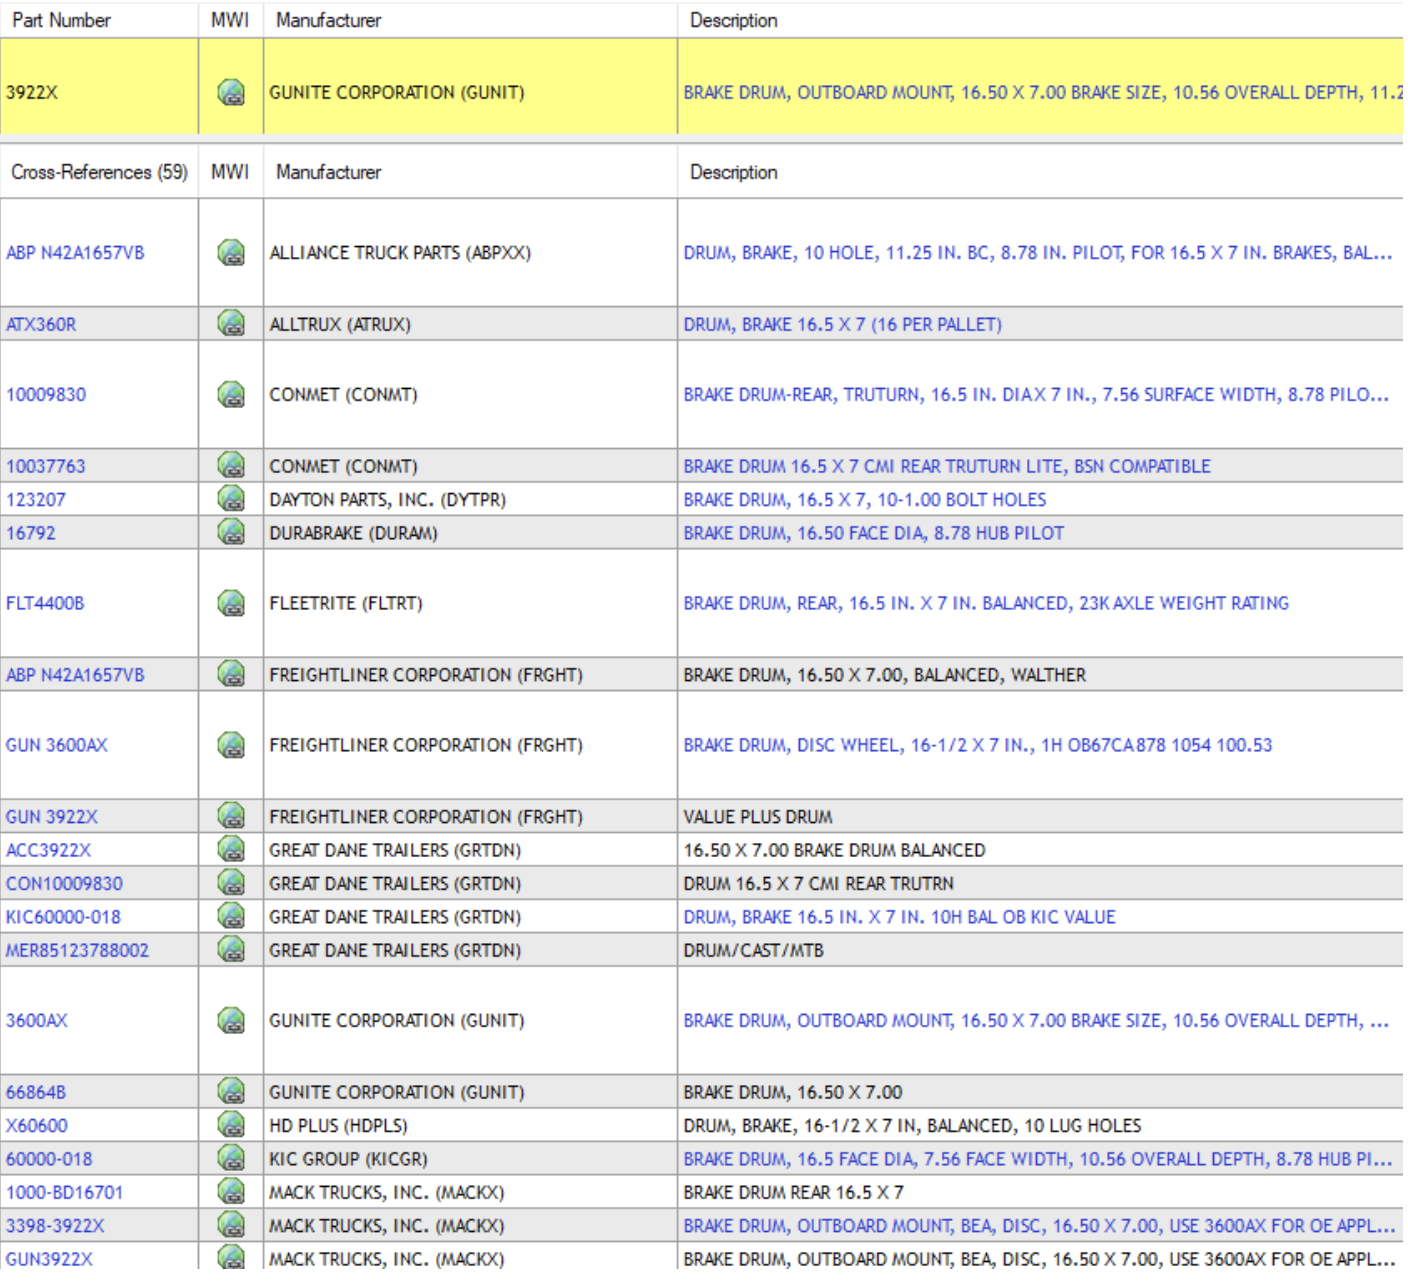 Part Number MWI Manufacturer Description
3922X GUNITE CORPORATION (GUNIT) BRAKE DRUM, OUTBOARD MOUNT, 16.50 X 7.00 BRAKE SIZE, 10.56 OVERALL DEPTH, 11.2
Cross-References (59) MWI Manufacturer Description
ABP N42A1657VB ALLIANCE TRUCK PARTS (ABPXX) DRUM, BRAKE, 10 HOLE, 11.25 IN. BC, 8.78 IN. PILOT, FOR 16.5 X 7 IN. BRAKES, BAL...
ATX360R ALLTRUX (ATRUX) DRUM, BRAKE 16.5 X 7 (16 PER PALLET)
10009830 CONMET (CONMT) BRAKE DRUM-REAR, TRUTURN, 16.5 IN. DIA X 7 IN., 7.56 SURFACE WIDTH, 8.78 PILO...
10037763 CONMET (CONMT) BRAKE DRUM 16.5 X 7 CMI REAR TRUTURN LITE, BSN COMPATIBLE
123207 DAYTON PARTS, INC. (DYTPR) BRAKE DRUM, 16.5 X 7, 10-1.00 BOLT HOLES
16792 DURABRAKE (DURAM) BRAKE DRUM, 16.50 FACE DIA, 8.78 HUB PILOT
FLT4400B FLEETRITE (FLTRT) BRAKE DRUM, REAR, 16.5 IN. X 7 IN. BALANCED, 23K AXLE WEIGHT RATING
ABP N42A1657VB FREIGHTLINER CORPORATION (FRGHT) BRAKE DRUM, 16.50 X 7.00, BALANCED, WALTHER
GUN 3600AX FREIGHTLINER CORPORATION (FRGHT) BRAKE DRUM, DISC WHEEL, 16-1/2 X 7 IN., 1H OB67CA878 1054 100.53
GUN 3922X FREIGHTLINER CORPORATION (FRGHT) VALUE PLUS DRUM
ACC3922X GREAT DANE TRAILERS (GRTDN) 16.50 X 7.00 BRAKE DRUM BALANCED
CON10009830 GREAT DANE TRAILERS (GRTDN) DRUM 16.5 X 7 CMI REAR TRUTRN
KIC60000-018 GREAT DANE TRAILERS (GRTDN) DRUM, BRAKE 16.5 IN. X 7 IN. 10H BAL OB KIC VALUE
MER85123788002 GREAT DANE TRAILERS (GRTDN) DRUM/CAST/MTB
3600AX GUNITE CORPORATION (GUNIT) BRAKE DRUM, OUTBOARD MOUNT, 16.50 X 7.00 BRAKE SIZE, 10.56 OVERALL DEPTH, ...
66864B GUNITE CORPORATION (GUNIT) BRAKE DRUM, 16.50 X 7.00
X60600 HD PLUS (HDPLS) DRUM, BRAKE, 16-1/2 X 7 IN, BALANCED, 10 LUG HOLES
60000-018 KIC GROUP (KICGR) BRAKE DRUM, 16.5 FACE DIA, 7.56 FACE WIDTH, 10.56 OVERALL DEPTH, 8.78 HUB PI...
1000-BD16701 MACK TRUCKS, INC. (MACKX) BRAKE DRUM REAR 16.5 X 7
3398-3922X MACK TRUCKS, INC. (MACKX) BRAKE DRUM, OUTBOARD MOUNT, BEA, DISC, 16.50 X 7.00, USE 3600AX FOR OE APPL...
GUN3922X MACK TRUCKS, INC. (MACKX) BRAKE DRUM, OUTBOARD MOUNT, BEA, DISC, 16.50 X 7.00, USE 3600AX FOR OE APPL...